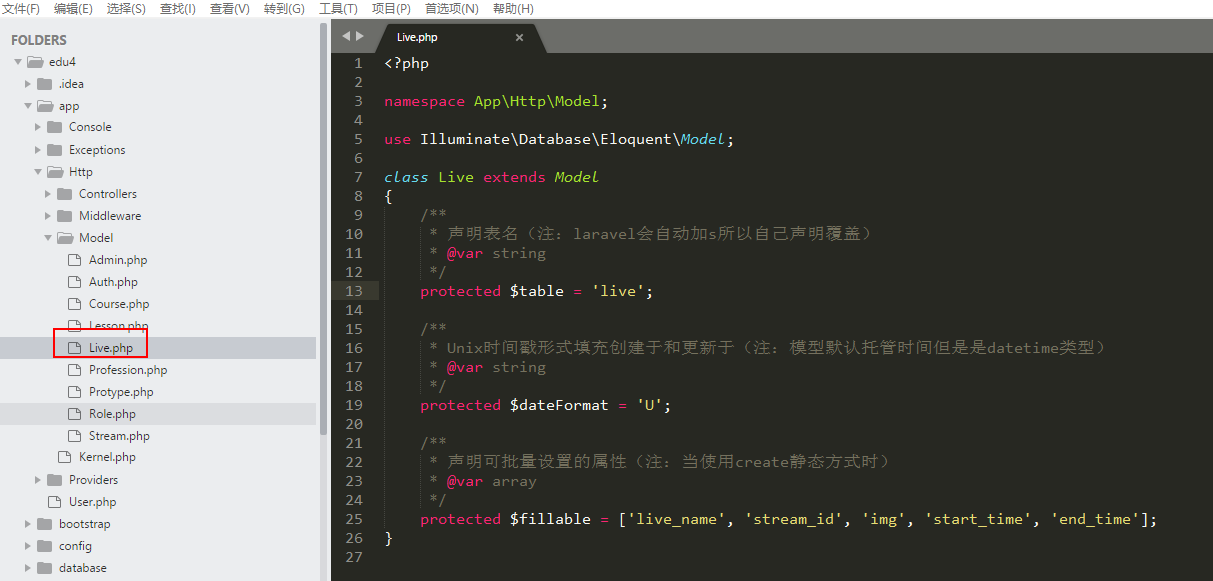 文件(F) 编辑(E) 选择(S) 查找(I) 查看(V) 转到(G) 工具(T) 项目(P) 首选项(N) 帮助(H)
FOLDERS
edu4
.idea
app
Console
Exceptions
Http
Controllers
Middleware
Model
Admin.php
Auth.php
Course.php
Lesson.php
Live.php
Profession.php
Protype.php
Role.php
Stream.php
Kernel.php
Providers
User.php
bootstrap
config
database
Live.php ×
1 <?php
2
3 namespace App\Http\Model;
4
5 use Illuminate\Database\Eloquent\Model;
6
7 class Live extends Model
8 {
9 /**
10 * 声明表名（注：laravel会自动加s所以自己声明覆盖）
11 * @var string
12 */
13 protected $table = 'live';
14
15 /**
16 * Unix时间戳形式填充创建于和更新于（注：模型默认托管时间但是是datetime类型）
17 * @var string
18 */
19 protected $dateFormat = 'U';
20
21 /**
22 * 声明可批量设置的属性（注：当使用create静态方式时）
23 * @var array
24 */
25 protected $fillable = ['live_name', 'stream_id', 'img', 'start_time', 'end_time'];
26 }
27